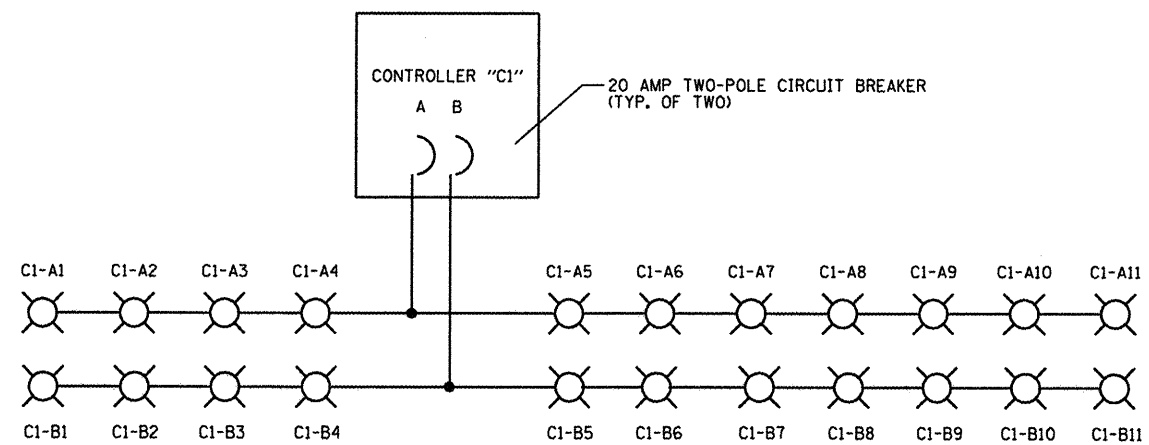 CONTROLLER "C1"
A B
20 AMP TWO-POLE CIRCUIT BREAKER
(TYP. OF TWO)
C1-A1 C1-A2 C1-A3 C1-A4 C1-A5 C1-A6 C1-A7 C1-A8 C1-A9 C1-A10 C1-A11
C1-B1 C1-B2 C1-B3 C1-B4 C1-B5 C1-B6 C1-B7 C1-B8 C1-B9 C1-B10 C1-B11